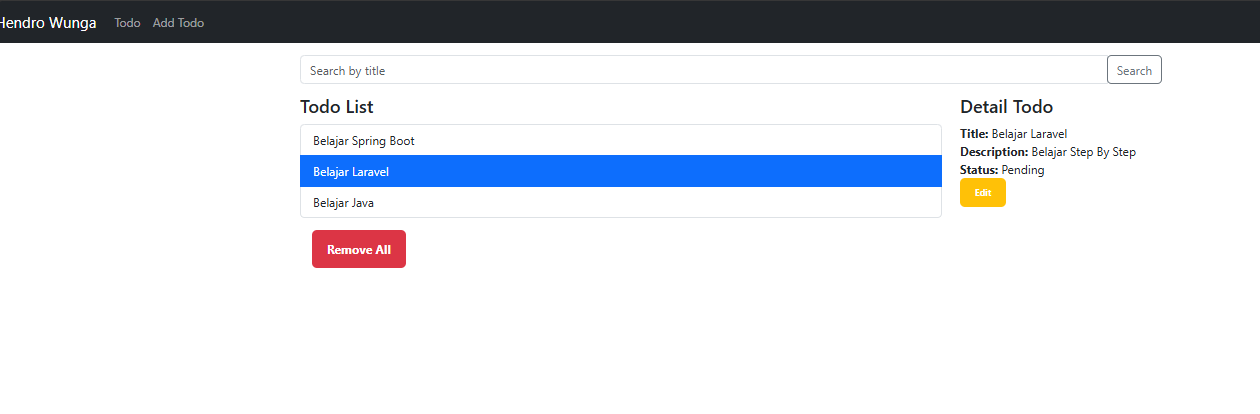 Hendro Wunga Todo Add Todo
Search by title Search
Todo List
Belajar Spring Boot
Belajar Laravel
Belajar Java
Remove All
Detail Todo
Title: Belajar Laravel
Description: Belajar Step By Step
Status: Pending
Edit